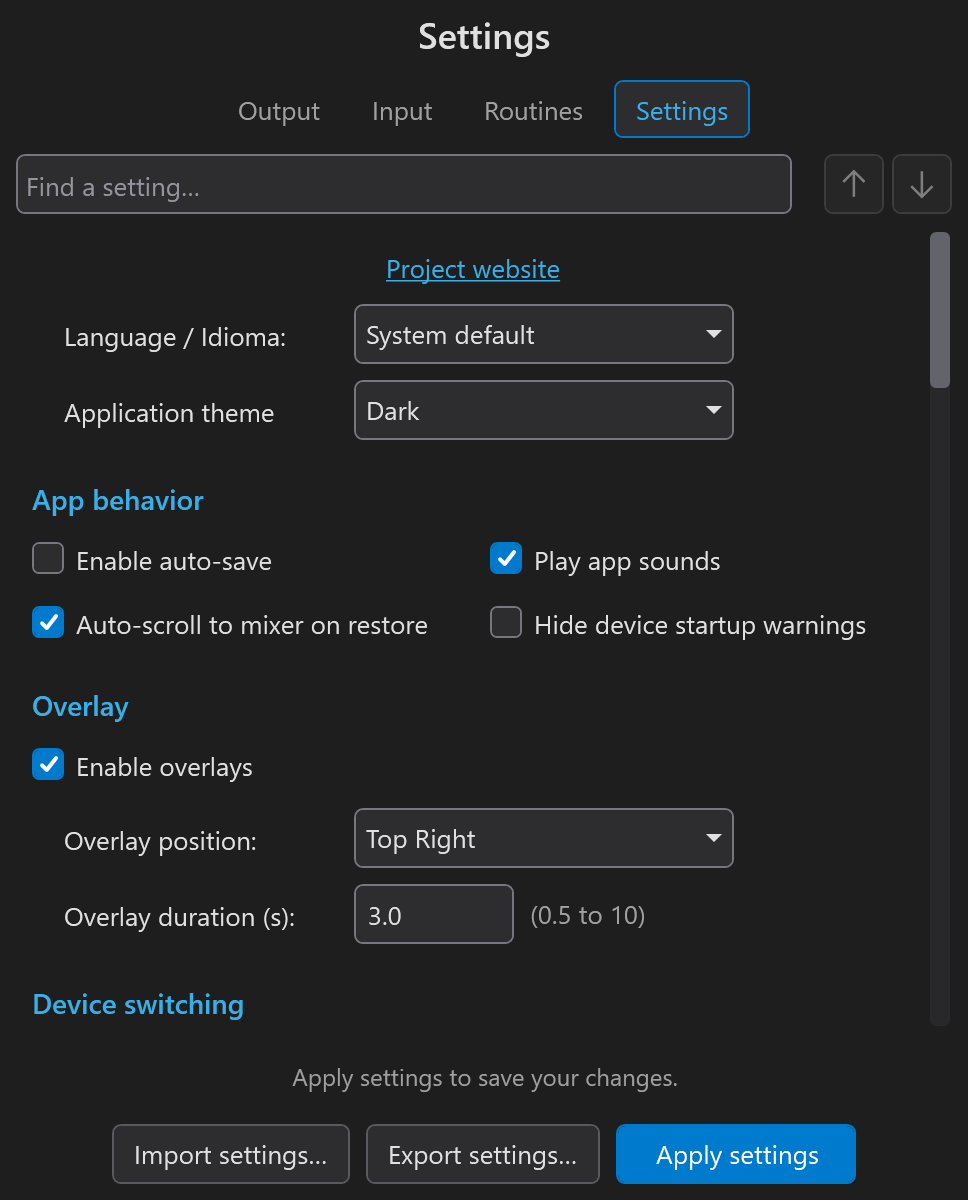 Settings
Output Input Routines Settings
Find a setting...
Project website
Language / Idioma: System default
Application theme Dark
App behavior
Enable auto-save Play app sounds
Auto-scroll to mixer on restore Hide device startup warnings
Overlay
Enable overlays
Overlay position: Top Right
Overlay duration (s): 3.0 (0.5 to 10)
Device switching
Apply settings to save your changes.
Import settings... Export settings... Apply settings